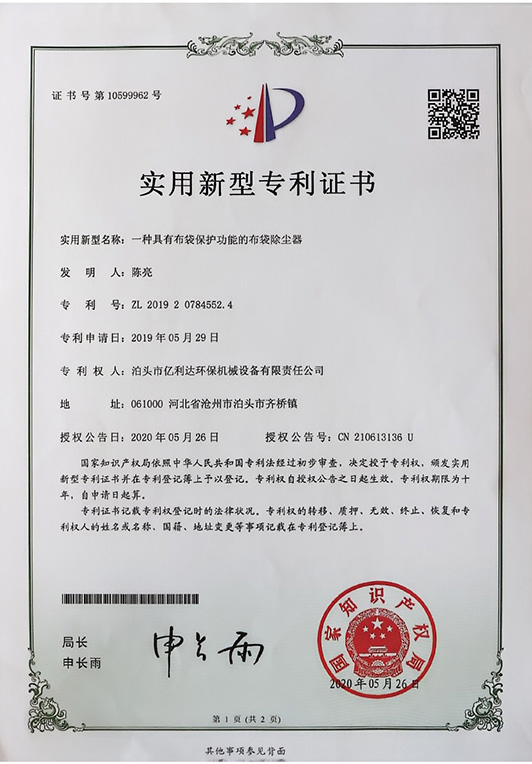 证书号第10599962号
实用新型专利证书
实用新型名称：一种具有布袋保护功能的布袋除尘器
发明人：陈亮
专利号：ZL 2019 2 0784552.4
专利申请日：2019年05月29日
专利权人：泊头市亿利达环保机械设备有限责任公司
地址：061000 河北省沧州市泊头市齐桥镇
授权公告日：2020年05月26日 授权公告号：CN 210613136 U
国家知识产权局依照中华人民共和国专利法经过初步审查，决定授予专利权，颁发实用
新型专利证书并在专利登记簿上予以登记。专利权自授权公告之日起生效。专利权期限为十
年，自申请日起算。
专利证书记载专利权登记时的法律状况。专利权的转移、质押、无效、终止、恢复和专
利权人的姓名或名称、国籍、地址变更等事项记载在专利登记簿上。
局长
申长雨
申长雨
国家知识产权局
2020年05月26日
第1页(共2页)
其他事项参见背面